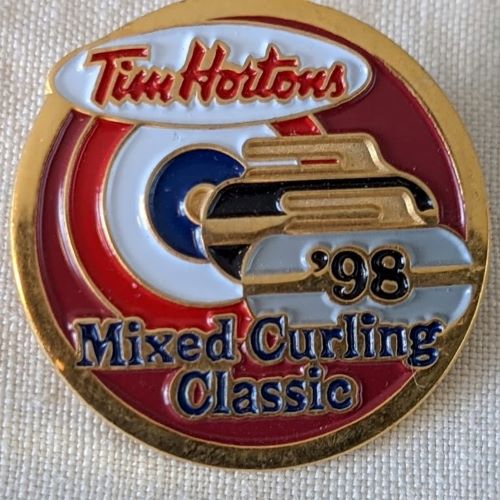 Tim Hortons
'98
Mixed Curling
Classic